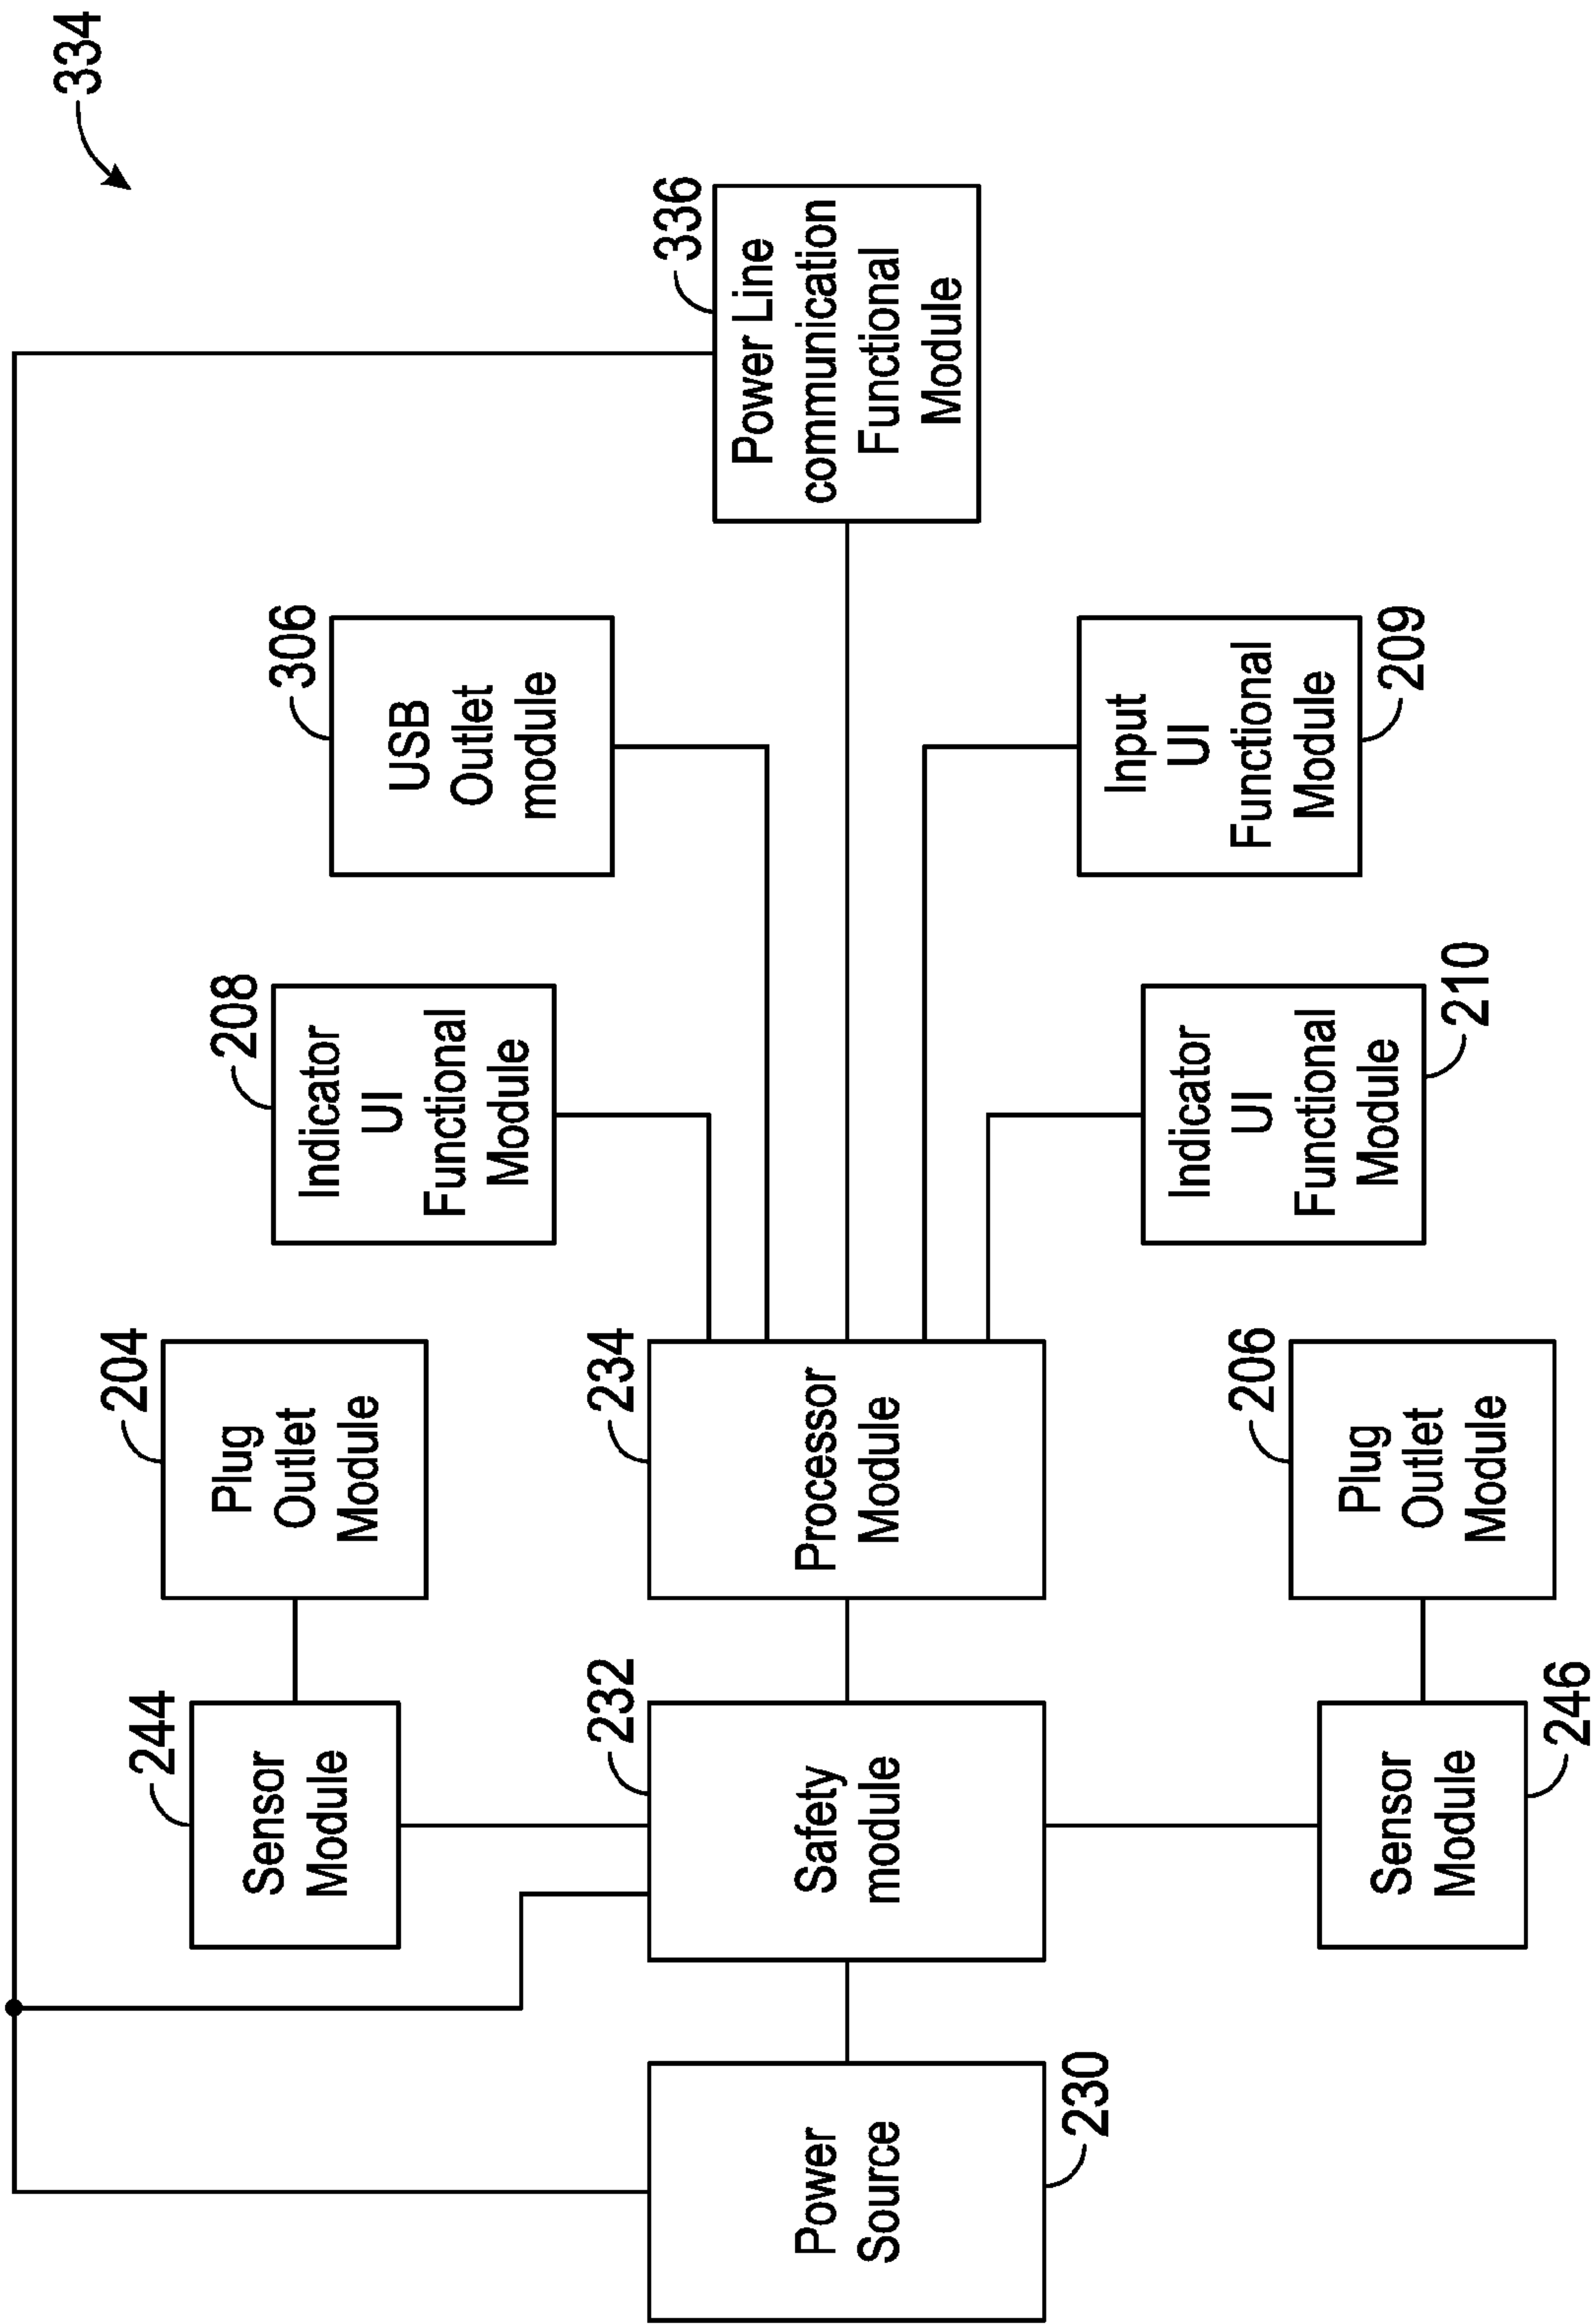 334
336
Power Line
communication
Functional
Module
306
USB
Outlet
module
208
Indicator
UI
Functional
Module
204
Plug
Outlet
Module
244
Sensor
Module
230
Power
Source
232
Safety
module
234
Processor
Module
Input
UI
Functional
Module
209
Indicator
UI
Functional
Module
210
206
Plug
Outlet
Module
Sensor
Module
246